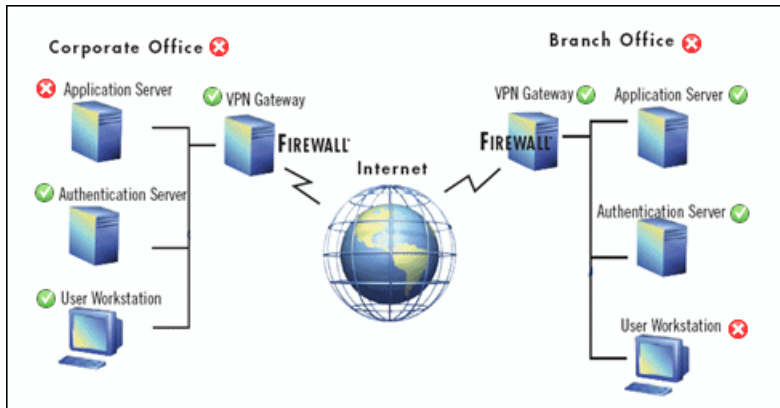 Corporate Office
Application Server
VPN Gateway
FIREWALL
Authentication Server
User Workstation
Internet
Branch Office
VPN Gateway
Application Server
FIREWALL
Authentication Server
User Workstation